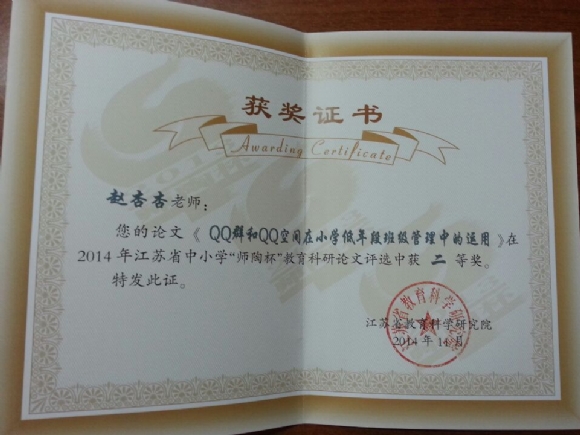 获奖证书
Awarding Certificate
赵杏杏老师：
您的论文《QQ群和QQ空间在小学低年段班级管理中的运用》在
2014年江苏省中小学“师陶杯”教育科研论文评选中获 二 等奖。
特发此证。
江苏省教育科学研究院
2014年11月